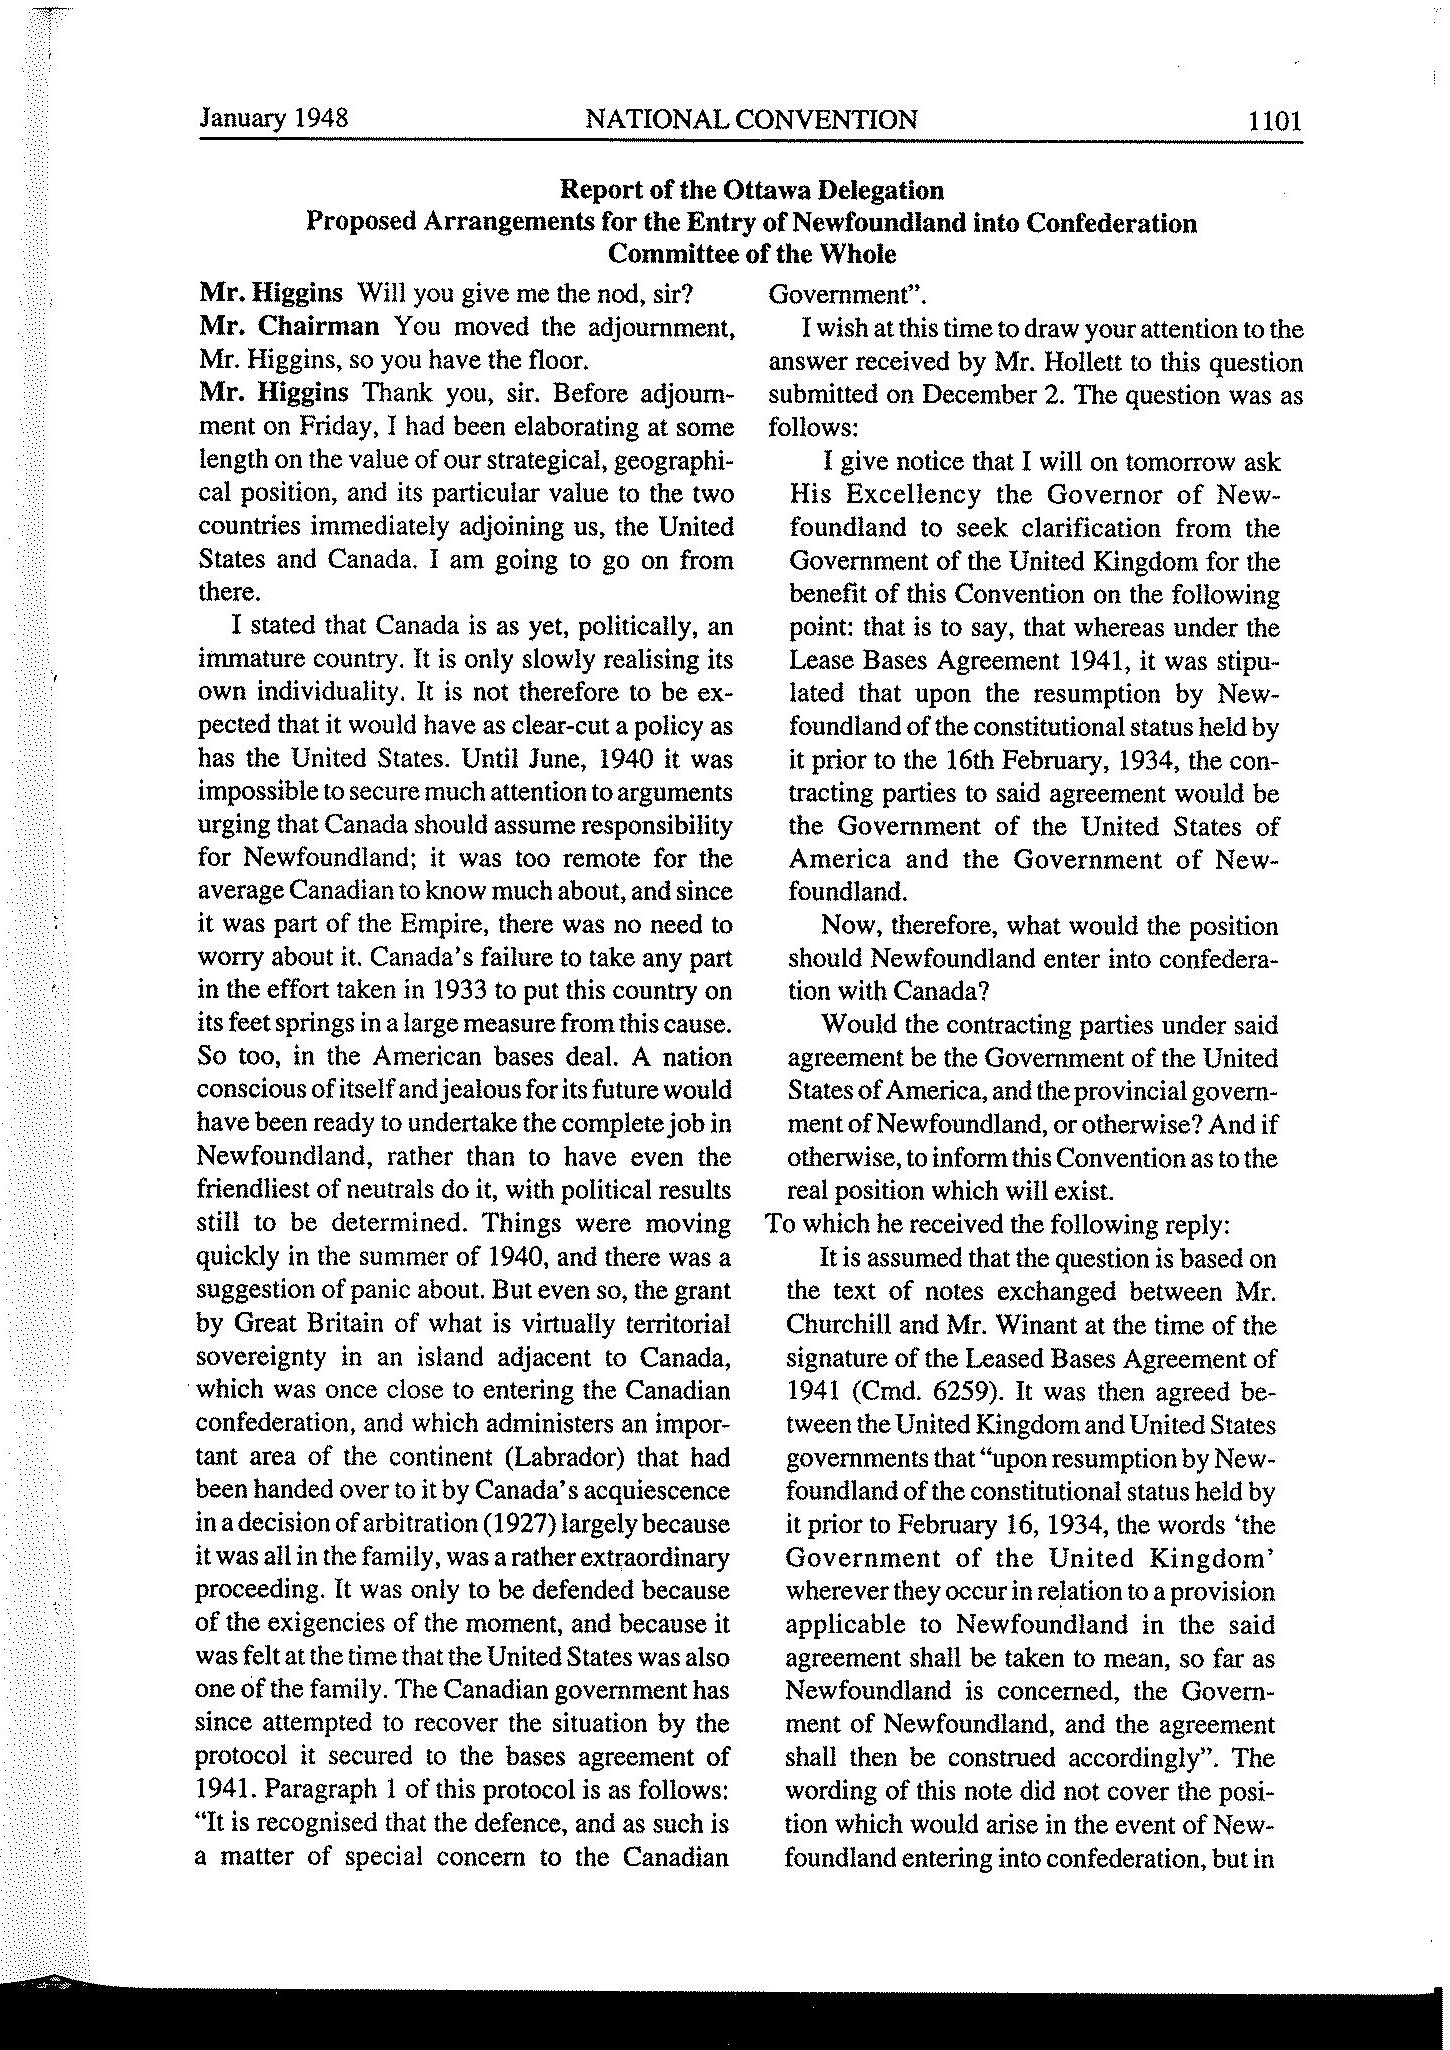 January 1948 NATIONAL CONVENTION 1101
Report of the Ottawa Delegation
Proposed Arrangements for the Entry of Newfoundland into Confederation
Committee of the Whole
Mr. Higgins Will you give me the nod, sir?
Mr. Chairman You moved the adjournment,
Mr. Higgins, so you have the floor.
Mr. Higgins Thank you, sir. Before adjourn-
ment on Friday, I had been elaborating at some
length on the value of our strategical, geographi-
cal position, and its particular value to the two
countries immediately adjoining us, the United
States and Canada. I am going to go on from
there.
I stated that Canada is as yet, politically, an
immature country. It is only slowly realising its
own individuality. It is not therefore to be ex-
pected that it would have as clear-cut a policy as
has the United States. Until June, 1940 it was
impossible to secure much attention to arguments
urging that Canada should assume responsibility
for Newfoundland; it was too remote for the
average Canadian to know much about, and since
it was part of the Empire, there was no need to
worry about it. Canada's failure to take any part
in the effort taken in 1933 to put this country on
its feet springs in a large measure from this cause.
So too, in the American bases deal. A nation
conscious of itself and jealous for its future would
have been ready to undertake the complete job in
Newfoundland, rather than to have even the
friendliest of neutrals do it, with political results
still to be determined. Things were moving
quickly in the summer of 1940, and there was a
suggestion of panic about. But even so, the grant
by Great Britain of what is virtually territorial
sovereignty in an island adjacent to Canada,
which was once close to entering the Canadian
confederation, and which administers an impor-
tant area of the continent (Labrador) that had
been handed over to it by Canada's acquiescence
in a decision of arbitration (1927) largely because
it was all in the family, was a rather extraordinary
proceeding. It was only to be defended because
of the exigencies of the moment, and because it
was felt at the time that the United States was also
one of the family. The Canadian government has
since attempted to recover the situation by the
protocol it secured to the bases agreement of
1941. Paragraph 1 of this protocol is as follows:
"It is recognised that the defence, and as such is
a matter of special concern to the Canadian
Government".
I wish at this time to draw your attention to the
answer received by Mr. Hollett to this question
submitted on December 2. The question was as
follows:
I give notice that I will on tomorrow ask
His Excellency the Governor of New-
foundland to seek clarification from the
Government of the United Kingdom for the
benefit of this Convention on the following
point: that is to say, that whereas under the
Lease Bases Agreement 1941, it was stipu-
lated that upon the resumption by New-
foundland of the constitutional status held by
it prior to the 16th February, 1934, the con-
tracting parties to said agreement would be
the Government of the United States of
America and the Government of New-
foundland.
Now, therefore, what would the position
should Newfoundland enter into confedera-
tion with Canada?
Would the contracting parties under said
agreement be the Government of the United
States of America, and the provincial govern-
ment of Newfoundland, or otherwise? And if
otherwise, to inform this Convention as to the
real position which will exist.
To which he received the following reply:
It is assumed that the question is based on
the text of notes exchanged between Mr.
Churchill and Mr. Winant at the time of the
signature of the Leased Bases Agreement of
1941 (Cmd. 6259). It was then agreed be-
tween the United Kingdom and United States
governments that "upon resumption by New-
foundland of the constitutional status held by
it prior to February 16, 1934, the words 'the
Government of the United Kingdom'
wherever they occur in relation to a provision
applicable to Newfoundland in the said
agreement shall be taken to mean, so far as
Newfoundland is concerned, the Govern-
ment of Newfoundland, and the agreement
shall then be construed accordingly". The
wording of this note did not cover the posi-
tion which would arise in the event of New-
foundland entering into confederation, but in